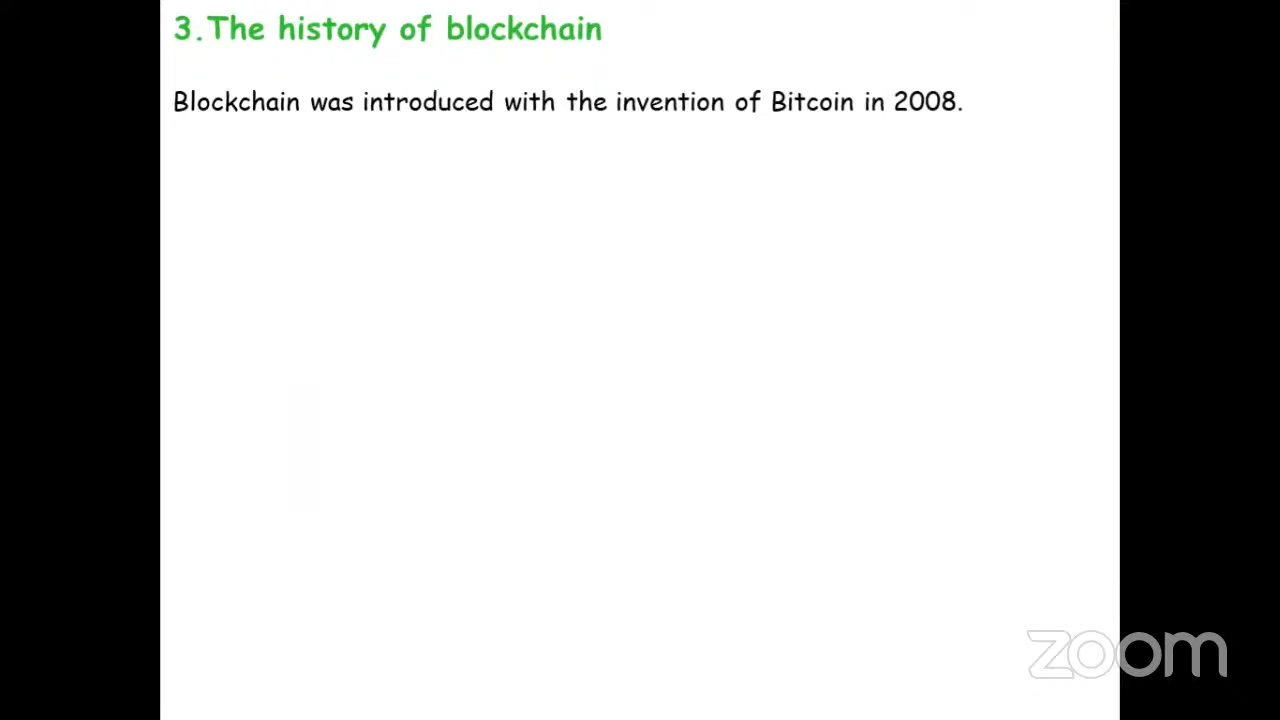 3.The history of blockchain
Blockchain was introduced with the invention of Bitcoin in 2008.
zoom